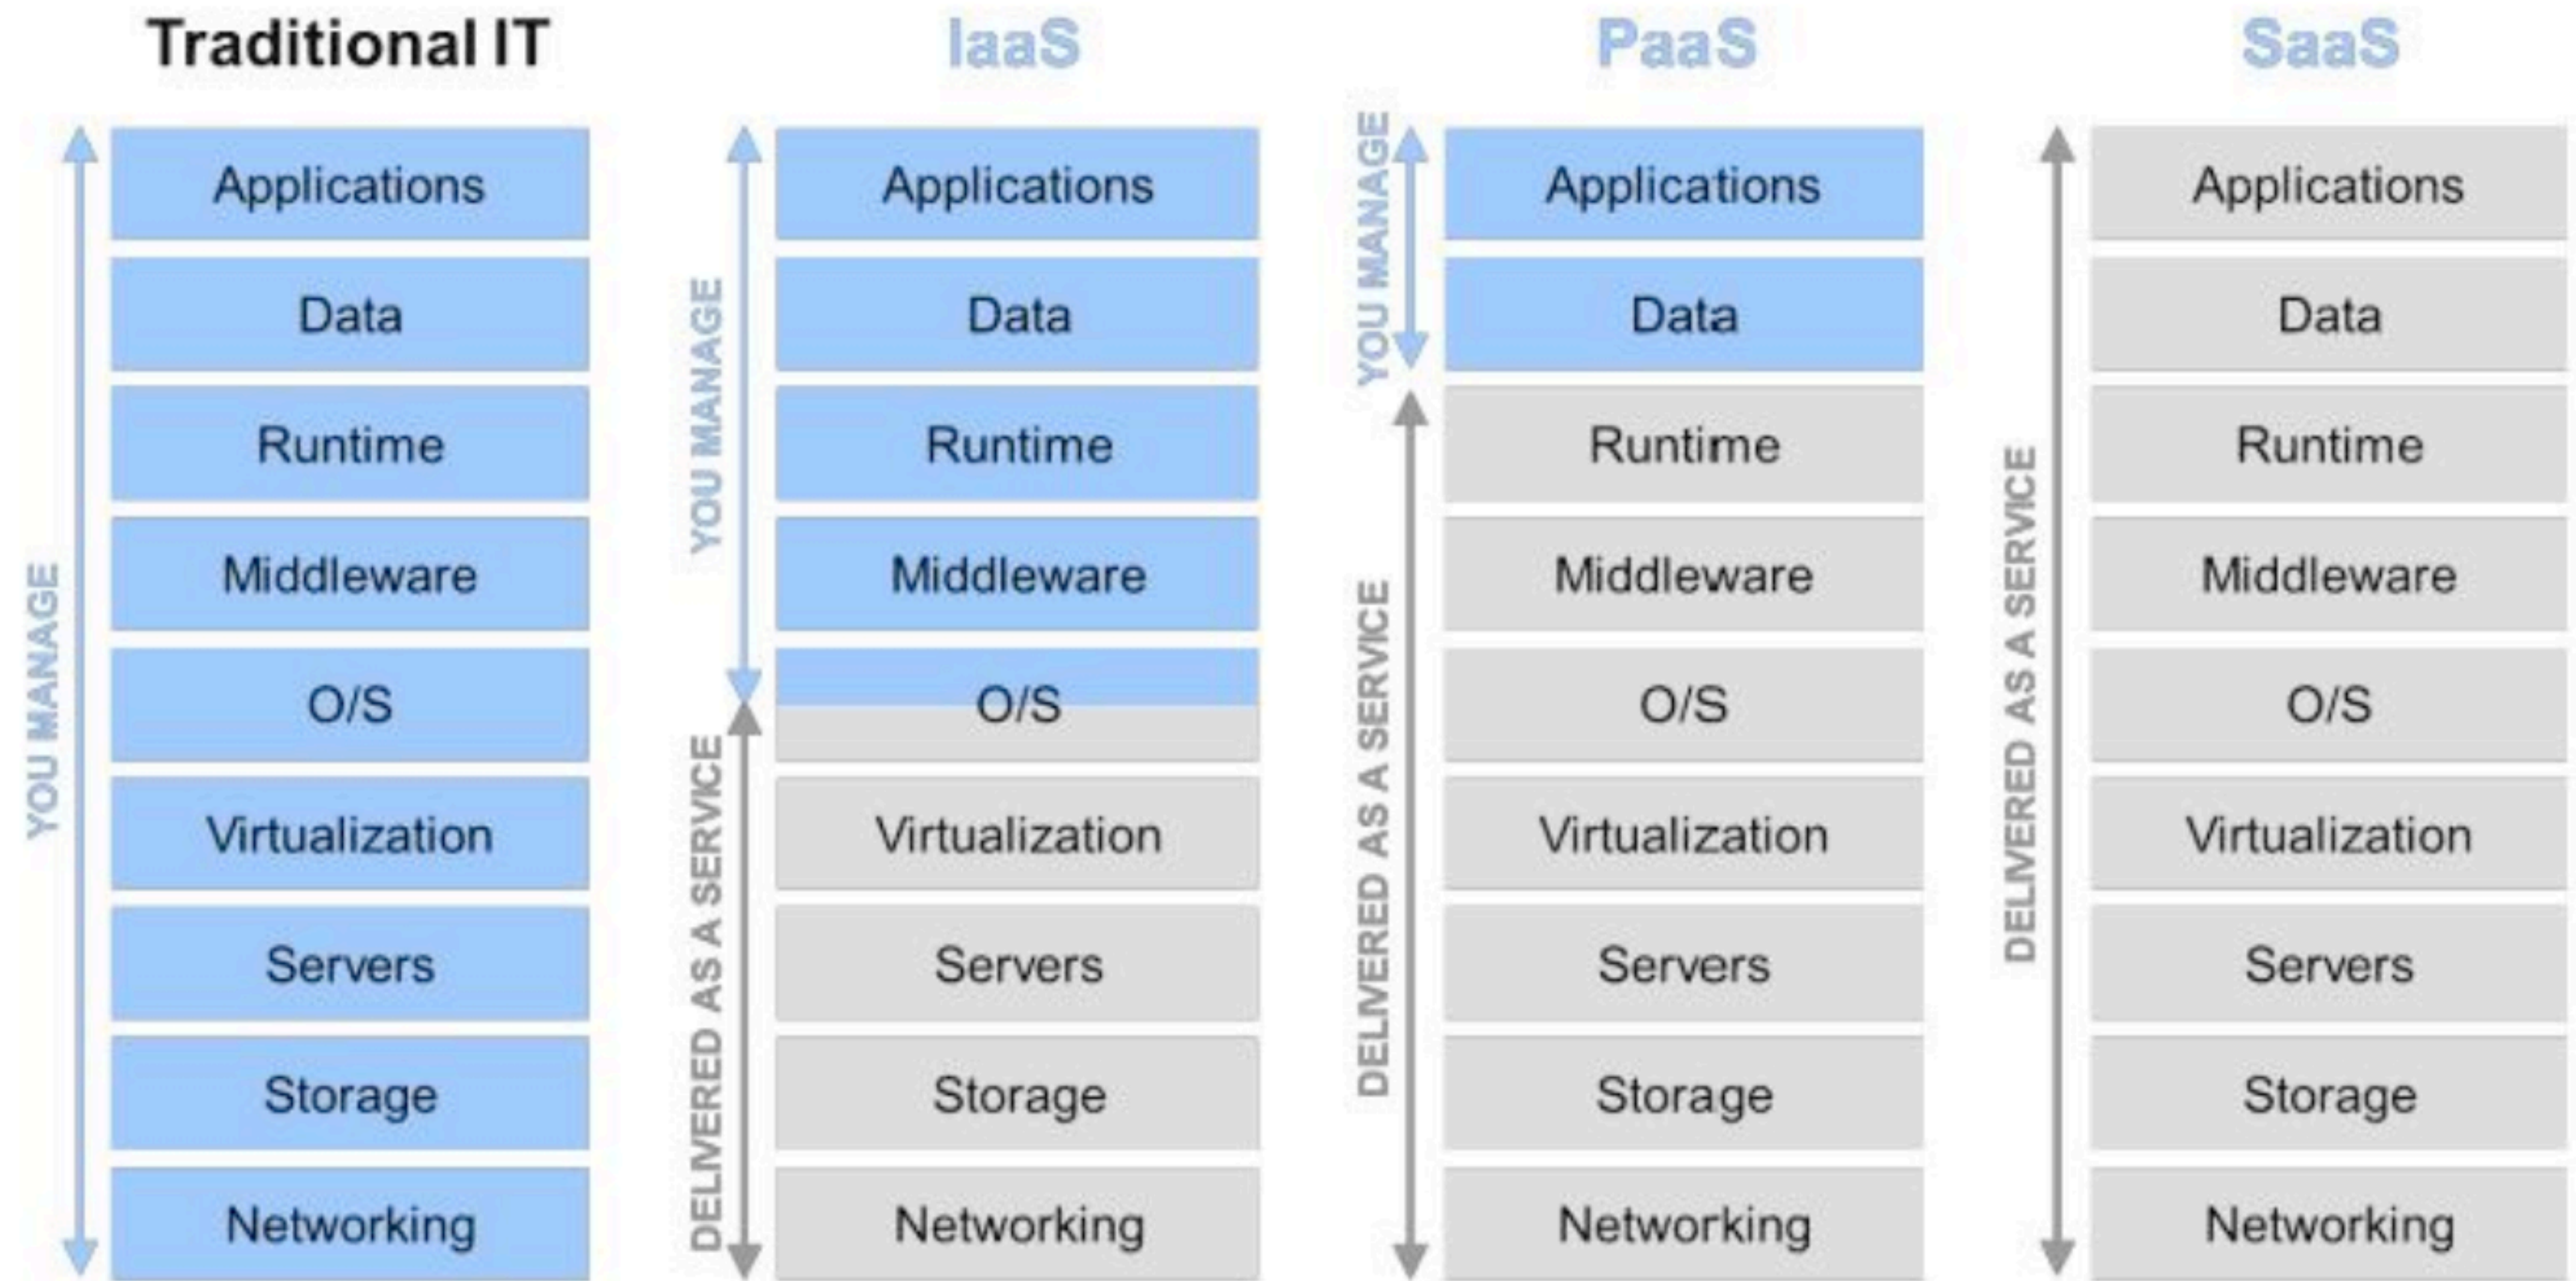 Traditional IT
YOU MANAGE
Applications
Data
Runtime
Middleware
O/S
Virtualization
Servers
Storage
Networking
IaaS
YOU MANAGE
DELIVERED AS A SERVICE
Applications
Data
Runtime
Middleware
O/S
Virtualization
Servers
Storage
Networking
PaaS
YOU MANAGE
DELIVERED AS A SERVICE
Applications
Data
Runtime
Middleware
O/S
Virtualization
Servers
Storage
Networking
SaaS
DELIVERED AS A SERVICE
Applications
Data
Runtime
Middleware
O/S
Virtualization
Servers
Storage
Networking